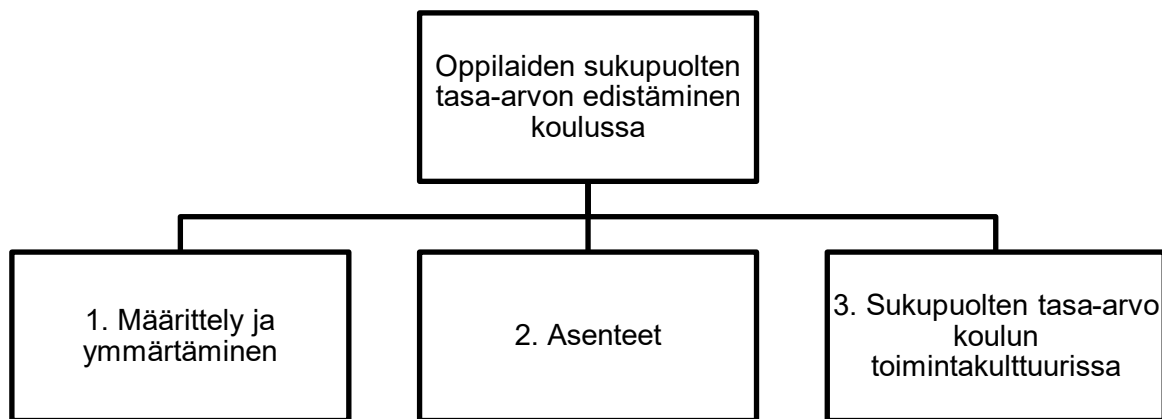 Oppilaiden sukupuolten
tasa-arvon edistäminen
koulussa
1. Määrittely ja
ymmärtäminen
2. Asenteet
3. Sukupuolten tasa-arvo
koulun
toimintakulttuurissa